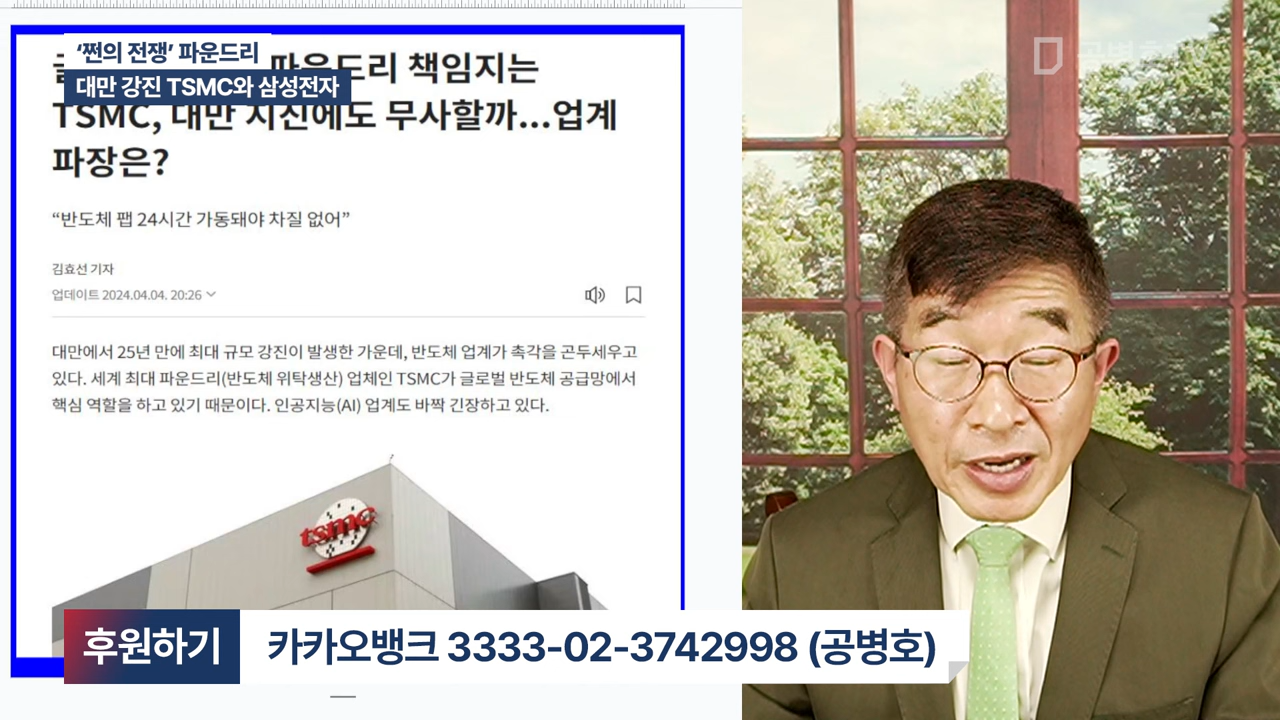 ‘쩐의 전쟁’ 파운드리
대만 강진 TSMC와 삼성전자
파운드리 책임지는
TSMC, 대만 지진에도 무사할까...업계
파장은?
“반도체 팹 24시간 가동돼야 차질 없어”
김효선 기자
업데이트 2024.04.04. 20:26
대만에서 25년 만에 최대 규모 강진이 발생한 가운데, 반도체 업계가 촉각을 곤두세우고
있다. 세계 최대 파운드리(반도체 위탁생산) 업체인 TSMC가 글로벌 반도체 공급망에서
핵심 역할을 하고 있기 때문이다. 인공지능(AI) 업계도 바짝 긴장하고 있다.
tsmc
후원하기
카카오뱅크 3333-02-3742998 (공병호)